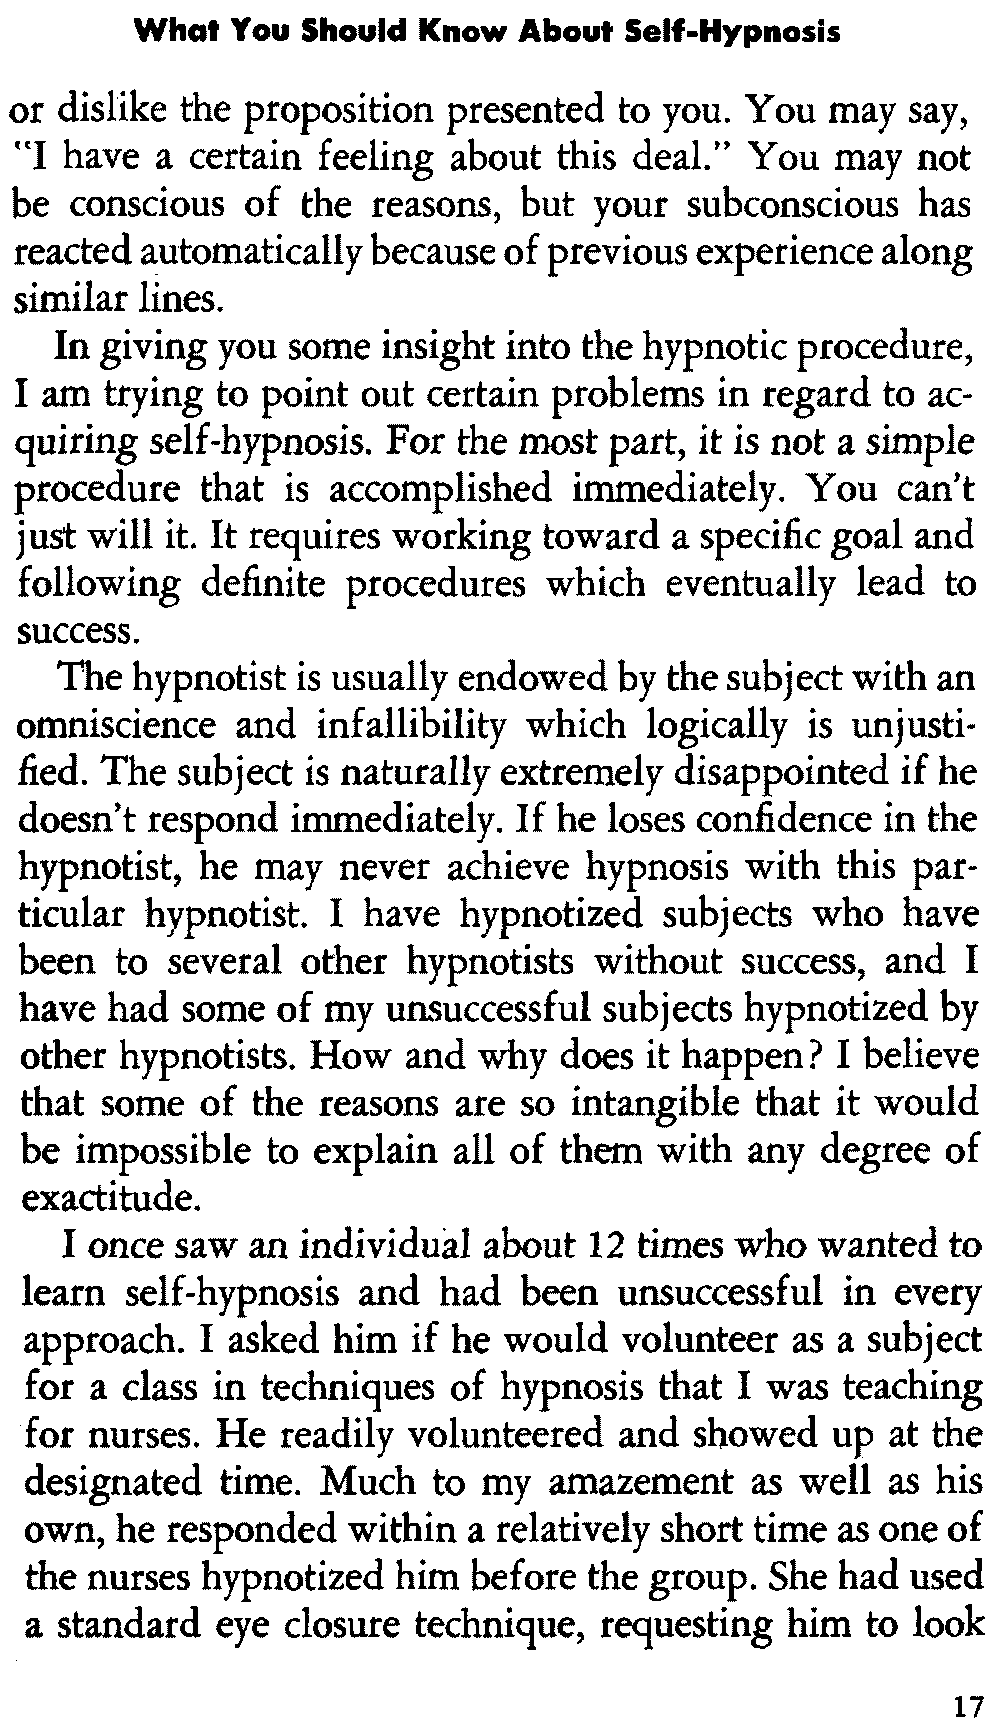 What You Should Know About Self-Hypnosis
or dislike the proposition presented to you. You may say,
"I have a certain feeling about this deal." You may not
be conscious of the reasons, but your subconscious has
reacted automatically because of previous experience along
similar lines.
In giving you some insight into the hypnotic procedure,
I am trying to point out certain problems in regard to ac-
quiring self-hypnosis. For the most part, it is not a simple
procedure that is accomplished immediately. You can't
just will it. It requires working toward a specific goal and
following definite procedures which eventually lead to
success.
The hypnotist is usually endowed by the subject with an
omniscience and infallibility which logically is unjusti-
fied. The subject is naturally extremely disappointed if he
doesn't respond immediately. If he loses confidence in the
hypnotist, he may never achieve hypnosis with this par-
ticular hypnotist. I have hypnotized subjects who have
been to several other hypnotists without success, and I
have had some of my unsuccessful subjects hypnotized by
other hypnotists. How and why does it happen? I believe
that some of the reasons are so intangible that it would
be impossible to explain all of them with any degree of
exactitude.
I once saw an individual about 12 times who wanted to
learn self-hypnosis and had been unsuccessful in every
approach. I asked him if he would volunteer as a subject
for a class in techniques of hypnosis that I was teaching
for nurses. He readily volunteered and showed up at the
designated time. Much to my amazement as well as his
own, he responded within a relatively short time as one of
the nurses hypnotized him before the group. She had used
a standard eye closure technique, requesting him to look
17